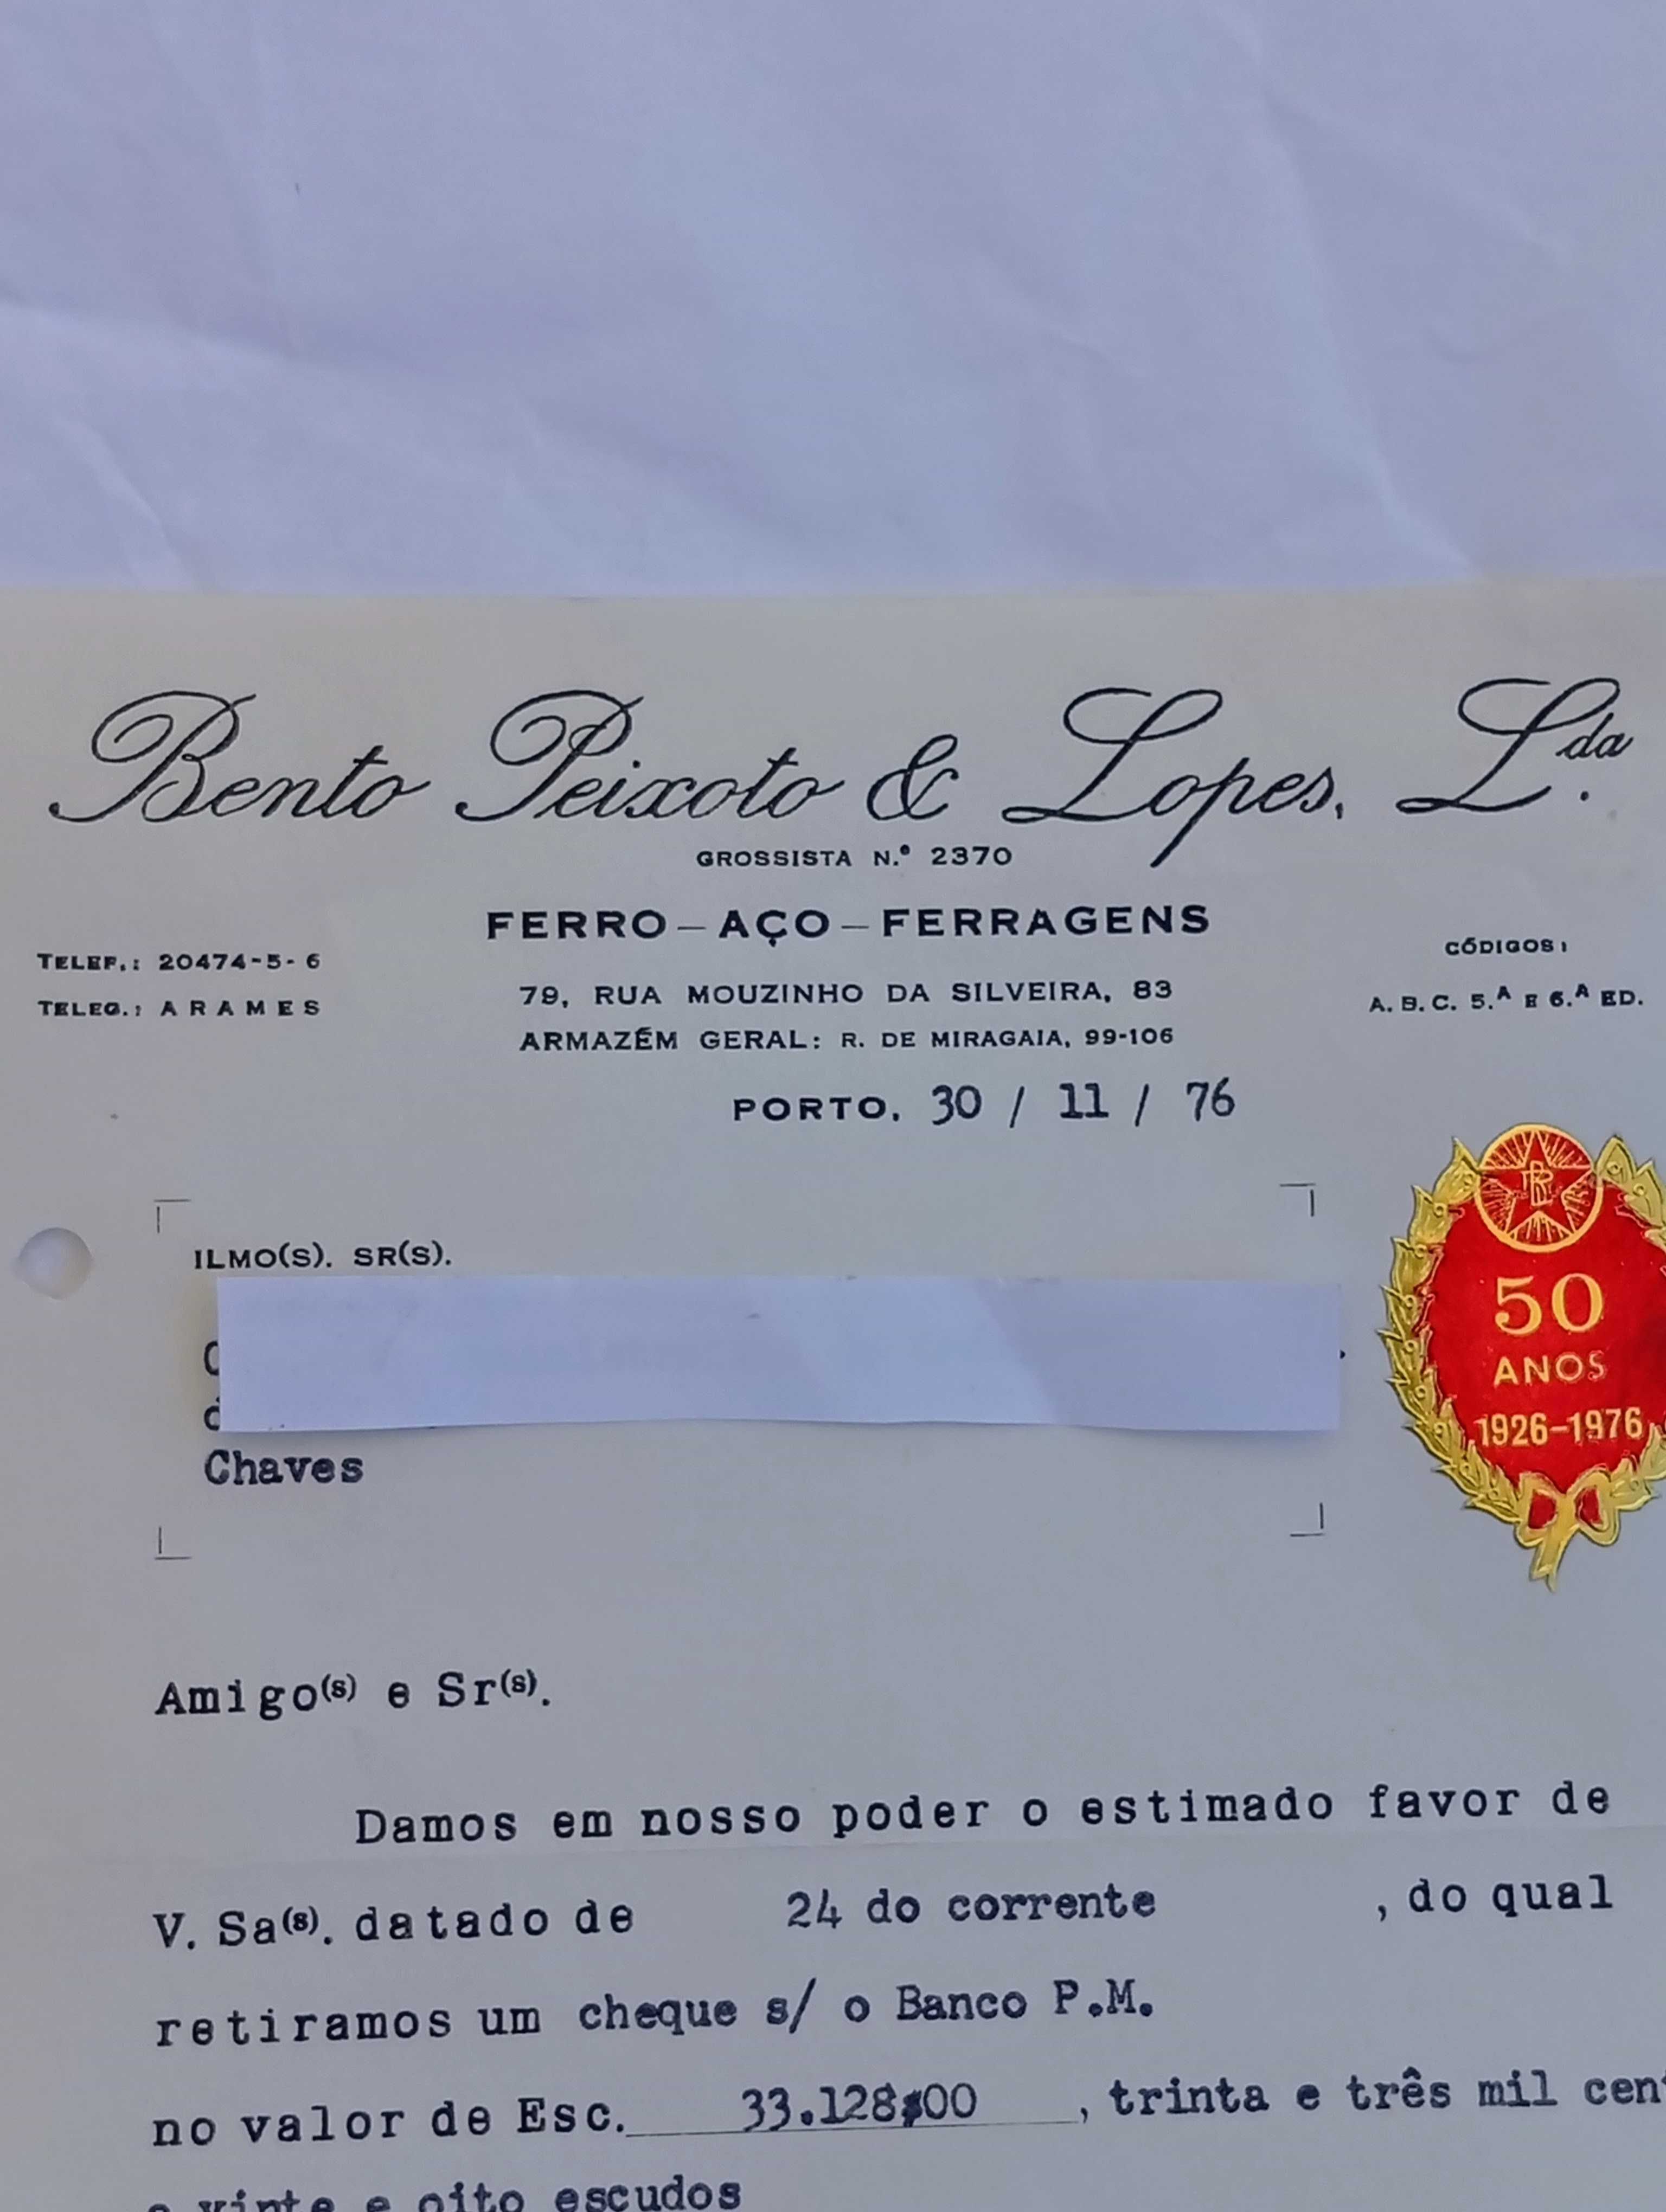 Bento Peixoto & Lopes, L.da
GROSSISTA N.º 2370
FERRO — AÇO — FERRAGENS
TELEF.: 20474-5-6
TELEG.: ARAMES
79, RUA MOUZINHO DA SILVEIRA, 83
ARMAZÉM GERAL: R. DE MIRAGAIA, 99-106
CÓDIGOS:
A. B. C. 5.A E 6.A ED.
PORTO, 30 / 11 / 76
ILMO(S). SR(S).
Chaves
50
ANOS
1926-1976
Amigo(s) e Sr(s).
Damos em nosso poder o estimado favor de
V. Sa(s). datado de 24 do corrente , do qual
retiramos um cheque s/ o Banco P.M.
no valor de Esc. 33.128$00 , trinta e três mil cen
e vinte e oito escudos